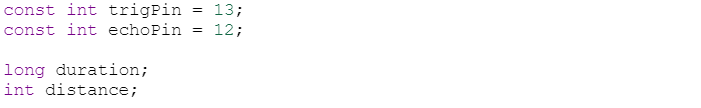 const int trigPin = 13;
const int echoPin = 12;
long duration;
int distance;